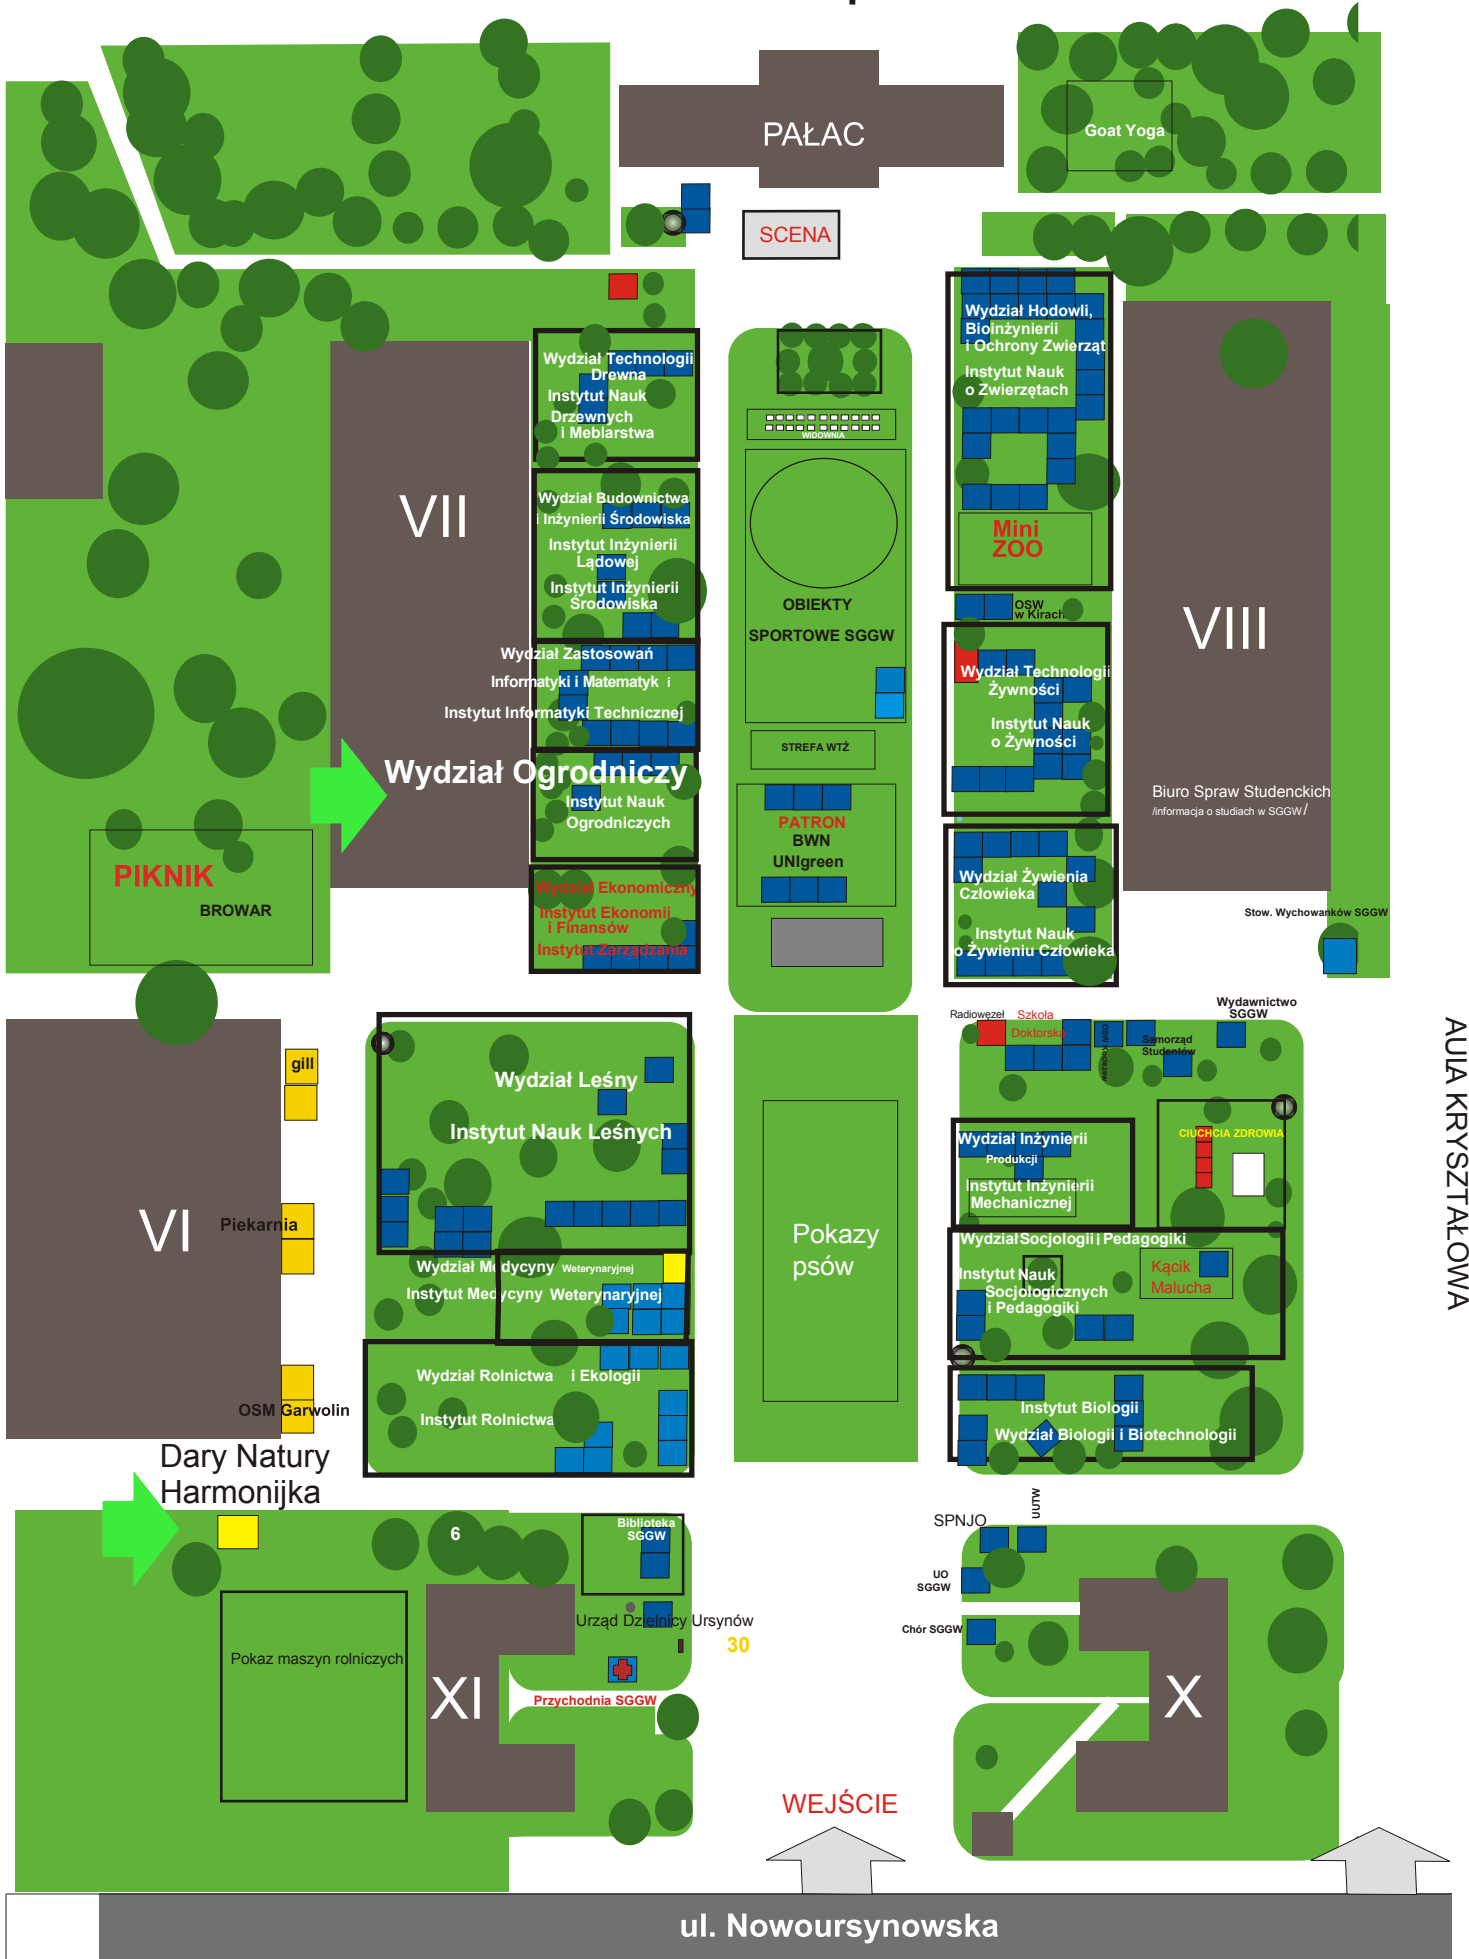 PAŁAC
Goat Yoga
SCENA
Wydział Technologii
Drewna
Instytut Nauk
Drzewnych
i Meblarstwa
WIDOWNIA
Wydział Hodowli,
Bioinżynierii
i Ochrony Zwierząt
Instytut Nauk
o Zwierzętach
Mini
ZOO
VII
Wydział Budownictwa
i Inżynierii Środowiska
Instytut Inżynierii
Lądowej
Instytut Inżynierii
Środowiska
OBIEKTY
SPORTOWE SGGW
OSW
w Kirach
VIII
Wydział Zastosowań
Informatyki i Matematyk i
Instytut Informatyki Technicznej
Wydział Technologii
Żywności
Instytut Nauk
o Żywności
STREFA WTŻ
Wydział Ogrodniczy
Instytut Nauk
Ogrodniczych
Biuro Spraw Studenckich
/informacja o studiach w SGGW/
PATRON
BWN
UNIgreen
PIKNIK
BROWAR
Wydział Ekonomiczny
Instytut Ekonomii
i Finansów
Instytut Zarządzania
Wydział Żywienia
Człowieka
Instytut Nauk
o Żywieniu Człowieka
Stow. Wychowanków SGGW
Radiowęzeł
Szkoła
Doktorska
Samorząd
Studentów
Wydawnictwo
SGGW
AULA KRYSZTAŁOWA
gill
Wydział Leśny
Instytut Nauk Leśnych
Wydział Inżynierii
Produkcji
Instytut Inżynierii
Mechanicznej
CIUCHCIA ZDROWIA
VI
Piekarnia
Pokazy
psów
Wydział Socjologii i Pedagogiki
Instytut Nauk
Socjologicznych
i Pedagogiki
Kącik
Malucha
Wydział Medycyny Weterynaryjnej
Instytut Medycyny Weterynaryjnej
Wydział Rolnictwa i Ekologii
Instytut Rolnictwa
OSM Garwolin
Instytut Biologii
Wydział Biologii i Biotechnologii
Dary Natury
Harmonijka
6
Biblioteka
SGGW
SPNJO
UUTW
UO
SGGW
Urząd Dzielnicy Ursynów
30
Chór SGGW
Pokaz maszyn rolniczych
XI
Przychodnia SGGW
X
WEJŚCIE
ul. Nowoursynowska